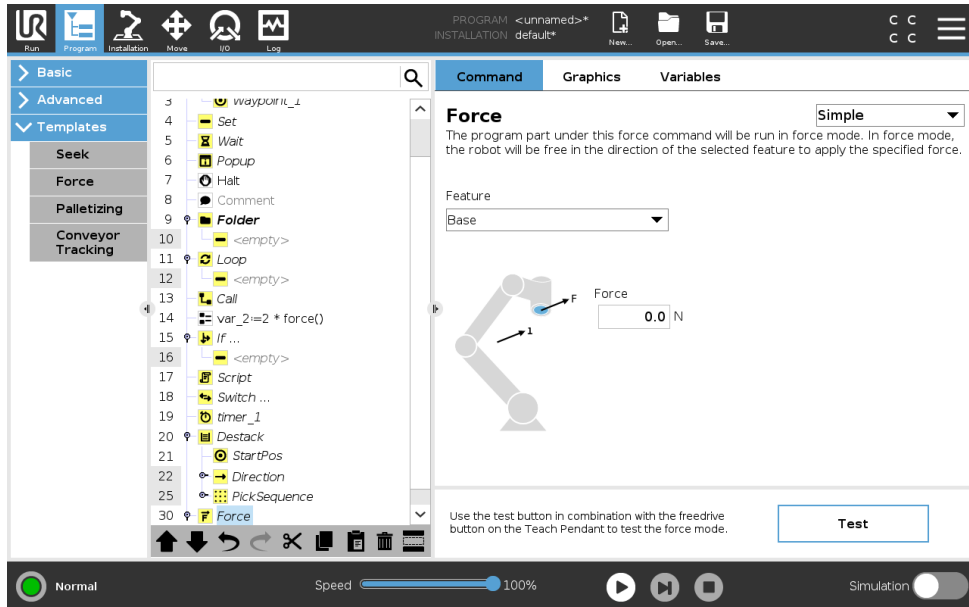 UR
Run
Program
Installation
Move
I/O
Log
PROGRAM <unnamed>*
INSTALLATION default*
New...
Open...
Save...
C C
C C
Basic
Advanced
Templates
Seek
Force
Palletizing
Conveyor
Tracking
3 Waypoint_1
4 Set
5 Wait
6 Popup
7 Halt
8 Comment
9 Folder
10 <empty>
11 Loop
12 <empty>
13 Call
14 var_2:=2 * force()
15 If ...
16 <empty>
17 Script
18 Switch ...
19 timer_1
20 Destack
21 StartPos
22 Direction
25 PickSequence
30 Force
Command Graphics Variables
Force
Simple
The program part under this force command will be run in force mode. In force mode,
the robot will be free in the direction of the selected feature to apply the specified force.
Feature
Base
F
1
Force
0.0 N
Use the test button in combination with the freedrive
button on the Teach Pendant to test the force mode.
Test
Normal
Speed 100%
Simulation